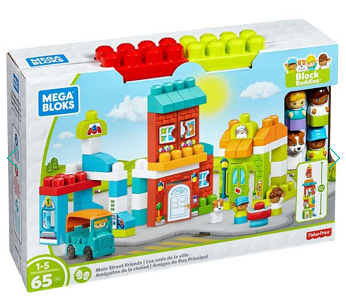 MEGA
BLOKS
Block
Buddies
1-5
65
Main Street Friends | Les amis de la ville
Amiguitos de la ciudad | Amigos da Rua Principal
Fisher-Price